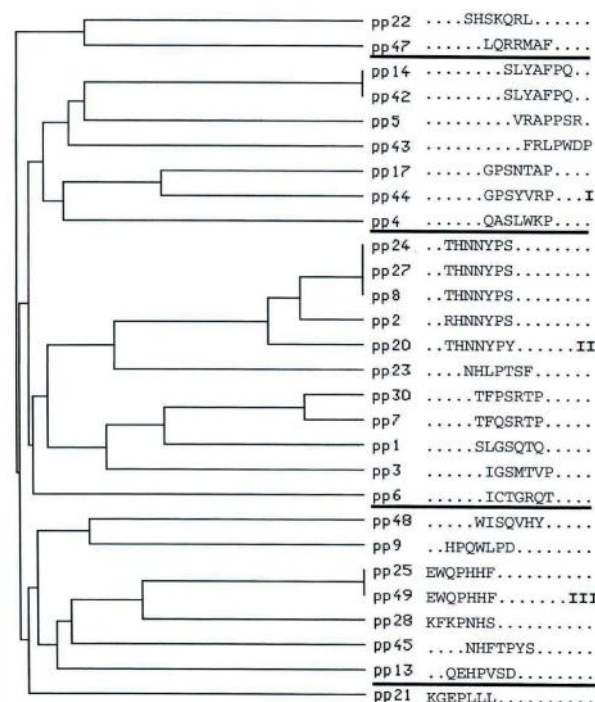 pp22 ....SHSKQRL......
pp47 ......LQRRMAF....
pp14 ........SLYAFPQ..
pp42 ........SLYAFPQ..
pp5 .........VRAPPSR.
pp43 ..........FRLPWDP
pp17 ......GPSNTAP....
pp44 ......GPSYVRP...I
pp4 ......QASLWKP....
pp24 ..THNNYPS........
pp27 ..THNNYPS........
pp8 ..THNNYPS........
pp2 ..RHNNYPS........
pp20 ..THNNYPY......II
pp23 ....NHLPTSF......
pp30 .....TFPSRTP.....
pp7 .....TFQSRTP.....
pp1 .....SLGSQTQ.....
pp3 ......IGSMTVP....
pp6 ......ICTGRQT....
pp48 .....WISQVHY.....
pp9 ..HPQWLPD........
pp25 EWQPHHF..........
pp49 EWQPHHF.......III
pp28 KFKPNHS..........
pp45 ....NHFTPYS......
pp13 ..QEHPVSD........
pp21 KGEPLLL..........